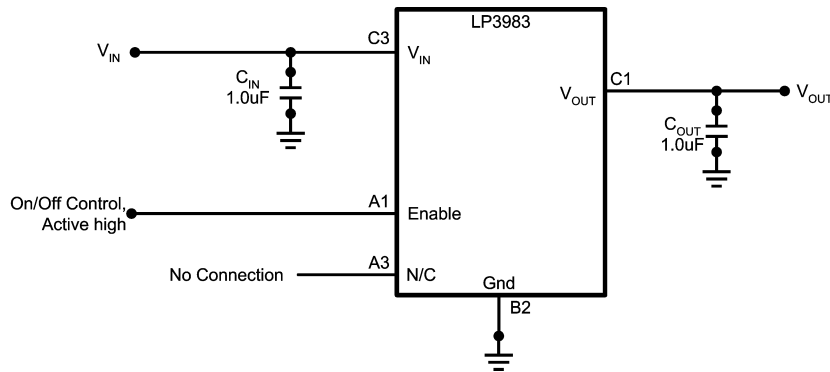 LP3983
V_IN
C3
V_IN
C_IN
1.0uF
C1
V_OUT
V_OUT
C_OUT
1.0uF
On/Off Control,
Active high
A1
Enable
No Connection
A3
N/C
Gnd
B2